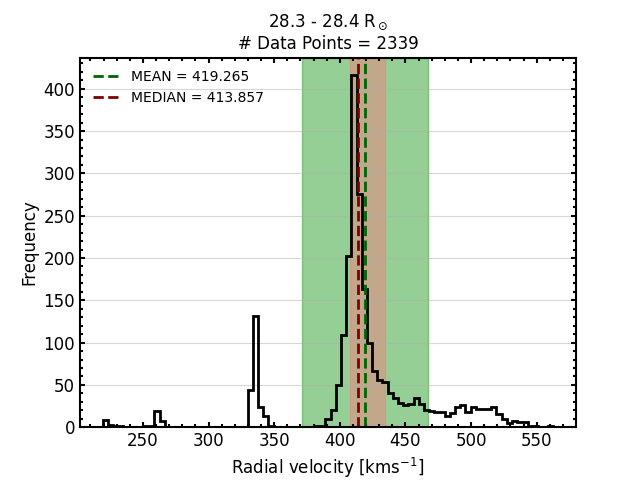 28.3 - 28.4 R⊙
# Data Points = 2339
MEAN = 419.265
MEDIAN = 413.857
Frequency
400
350
300
250
200
150
100
50
0
250 300 350 400 450 500 550
Radial velocity [kms⁻¹]